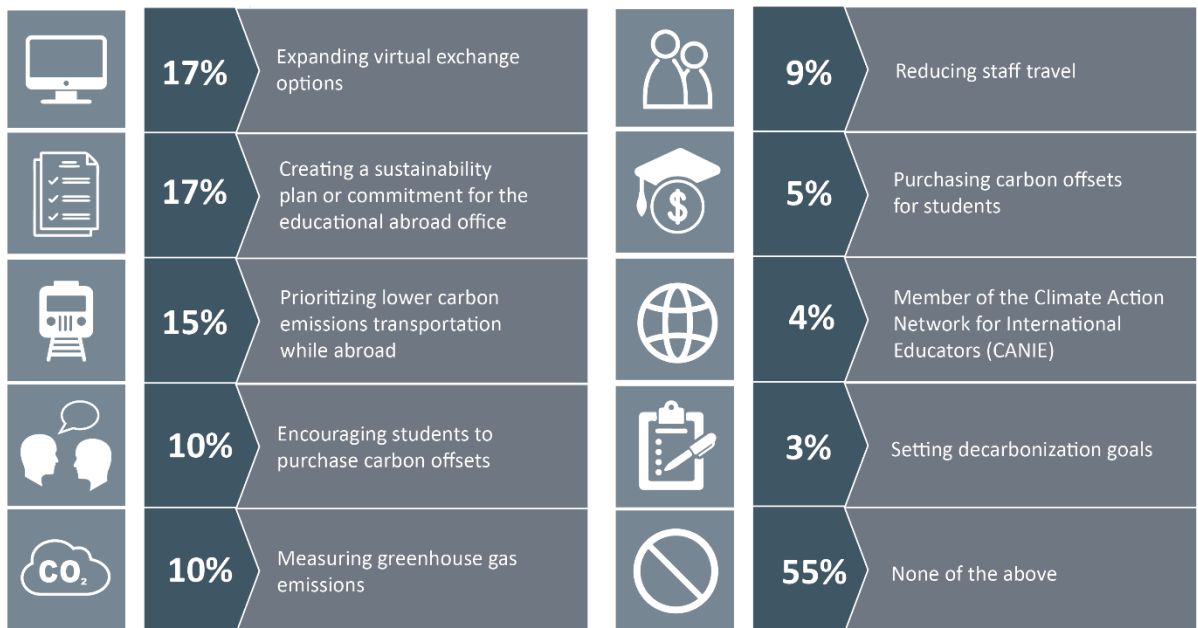 17%
Expanding virtual exchange
options
17%
Creating a sustainability
plan or commitment for the
educational abroad office
15%
Prioritizing lower carbon
emissions transportation
while abroad
10%
Encouraging students to
purchase carbon offsets
CO₂
10%
Measuring greenhouse gas
emissions
9%
Reducing staff travel
$
5%
Purchasing carbon offsets
for students
4%
Member of the Climate Action
Network for International
Educators (CANIE)
3%
Setting decarbonization goals
55%
None of the above